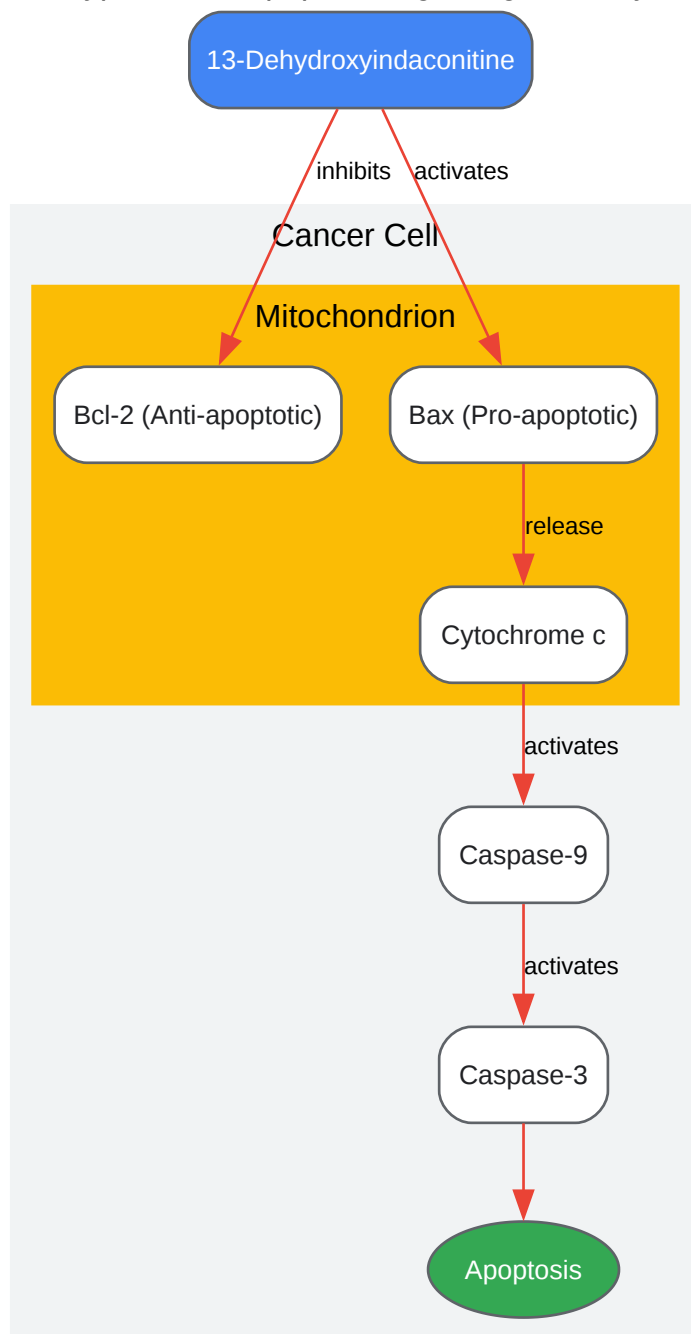 13-Dehydroxyindaconitine
inhibits
activates
Cancer Cell
Mitochondrion
Bcl-2 (Anti-apoptotic)
Bax (Pro-apoptotic)
release
Cytochrome c
activates
Caspase-9
activates
Caspase-3
Apoptosis